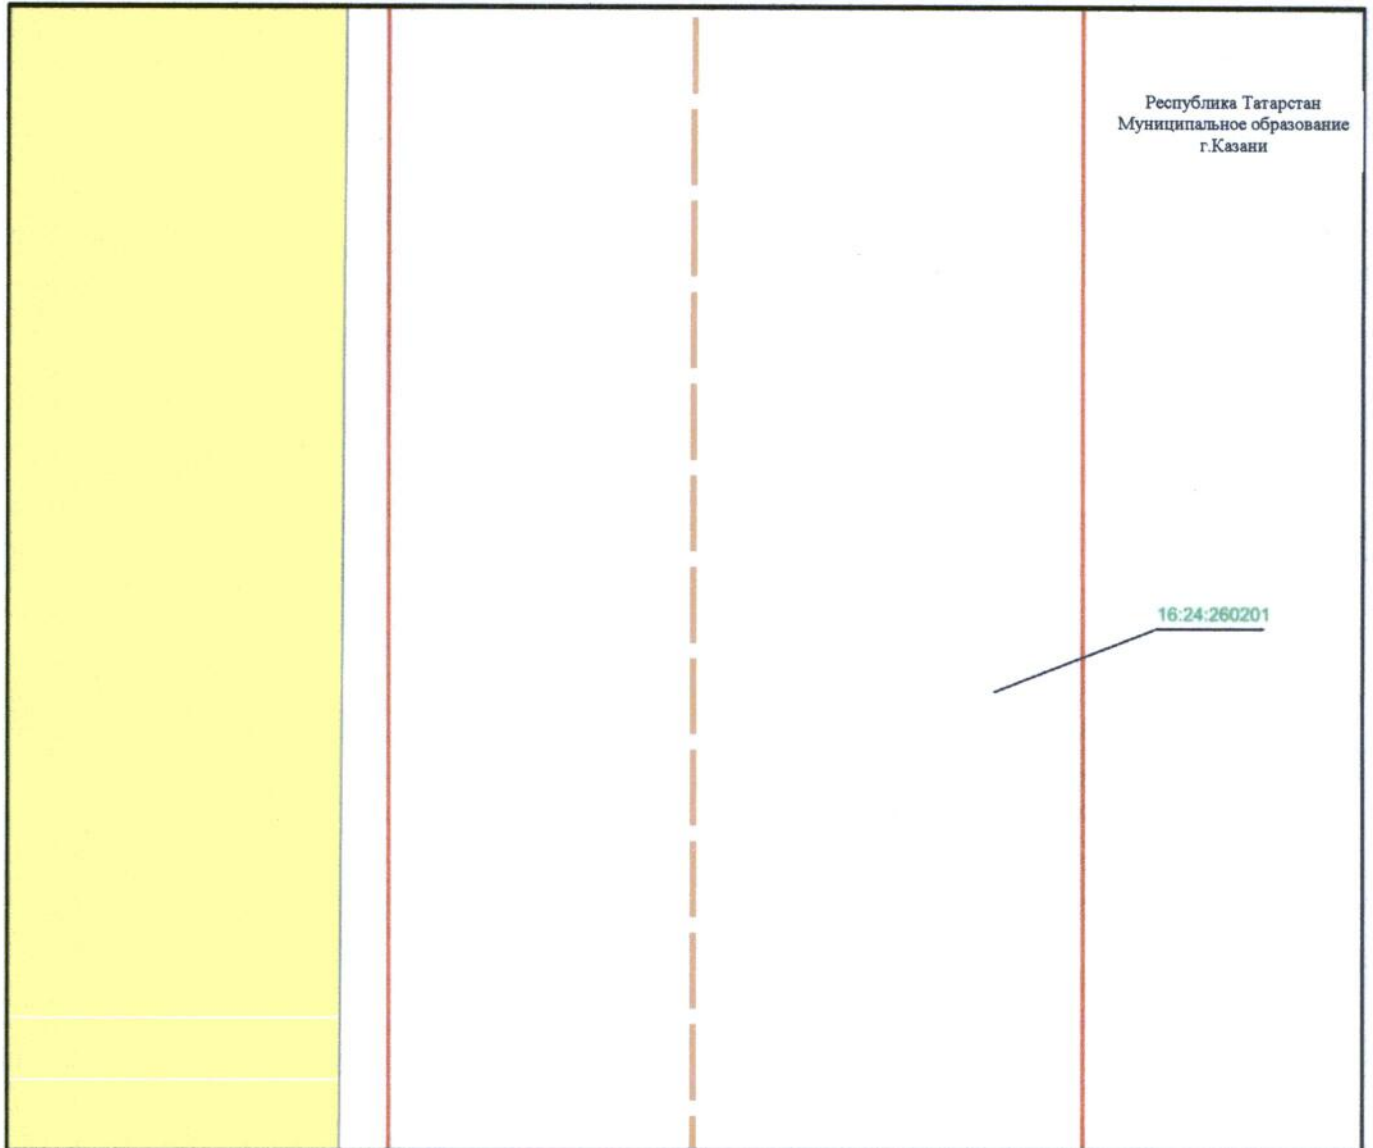 Республика Татарстан
Муниципальное образование
г.Казани
16:24:260201